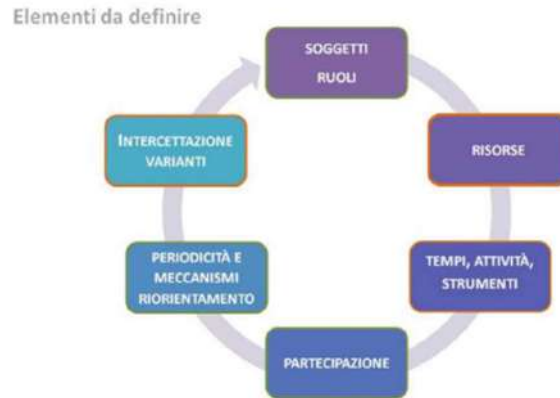 Elementi da definire
SOGGETTI
RUOLI
RISORSE
TEMPI, ATTIVITÀ,
STRUMENTI
PARTECIPAZIONE
PERIODICITÀ E
MECCANISMI
RIORIENTAMENTO
INTERCETTAZIONE
VARIANTI